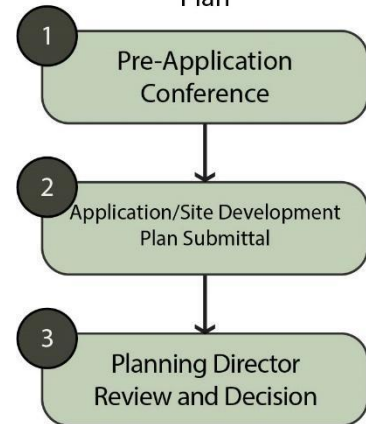 Plan
1
Pre-Application
Conference
2
Application/Site Development
Plan Submittal
3
Planning Director
Review and Decision